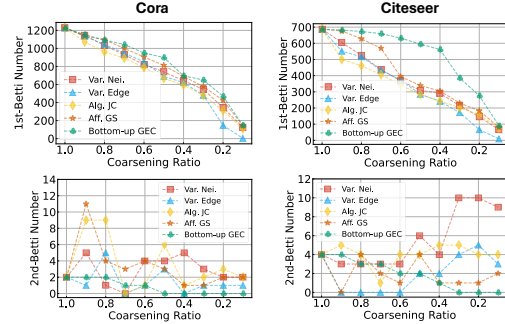 Cora
1st-Betti Number
1200
1000
800
600
400
200
0
Var. Nei.
Var. Edge
Alg. JC
Aff. GS
Bottom-up GEC
1.0 0.8 0.6 0.4 0.2
Coarsening Ratio
Citeseer
1st-Betti Number
700
600
500
400
300
200
100
0
Var. Nei.
Var. Edge
Alg. JC
Aff. GS
Bottom-up GEC
1.0 0.8 0.6 0.4 0.2
Coarsening Ratio
2nd-Betti Number
14
12
10
8
6
4
2
0
Var. Nei.
Var. Edge
Alg. JC
Aff. GS
Bottom-up GEC
1.0 0.8 0.6 0.4 0.2
Coarsening Ratio
2nd-Betti Number
12
10
8
6
4
2
0
Var. Nei.
Var. Edge
Alg. JC
Aff. GS
Bottom-up GEC
1.0 0.8 0.6 0.4 0.2
Coarsening Ratio